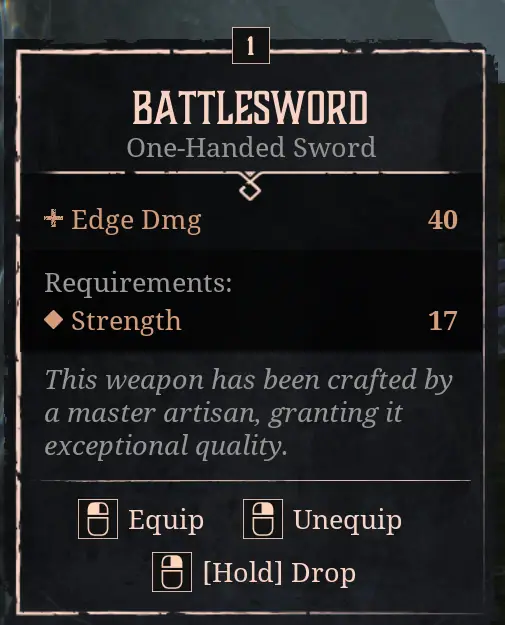 1
BATTLESWORD
One-Handed Sword
Edge Dmg 40
Requirements:
Strength 17
This weapon has been crafted by
a master artisan, granting it
exceptional quality.
Equip Unequip
[Hold] Drop